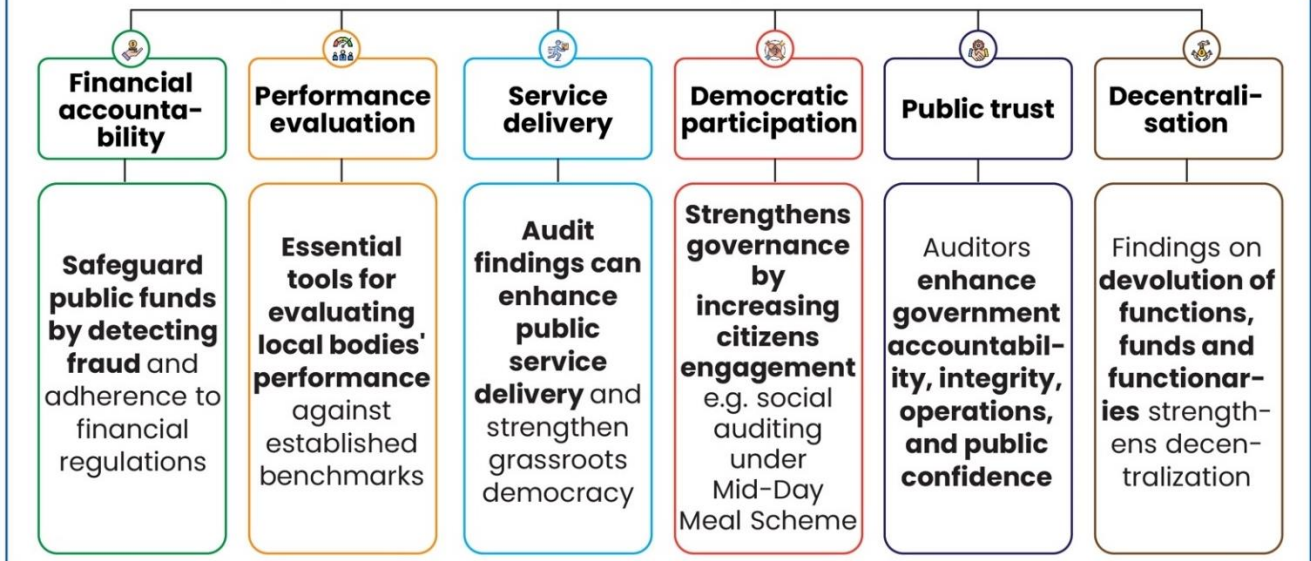 Financial
accounta-
bility
Safeguard
public funds
by detecting
fraud and
adherence to
financial
regulations
Performance
evaluation
Essential
tools for
evaluating
local bodies'
performance
against
established
benchmarks
Service
delivery
Audit
findings can
enhance
public
service
delivery and
strengthen
grassroots
democracy
Democratic
participation
Strengthens
governance
by
increasing
citizens
engagement
e.g. social
auditing
under
Mid-Day
Meal Scheme
Public trust
Auditors
enhance
government
accountabil-
ity, integrity,
operations,
and public
confidence
Decentrali-
sation
Findings on
devolution of
functions,
funds and
functionar-
ies strength-
ens decen-
tralization